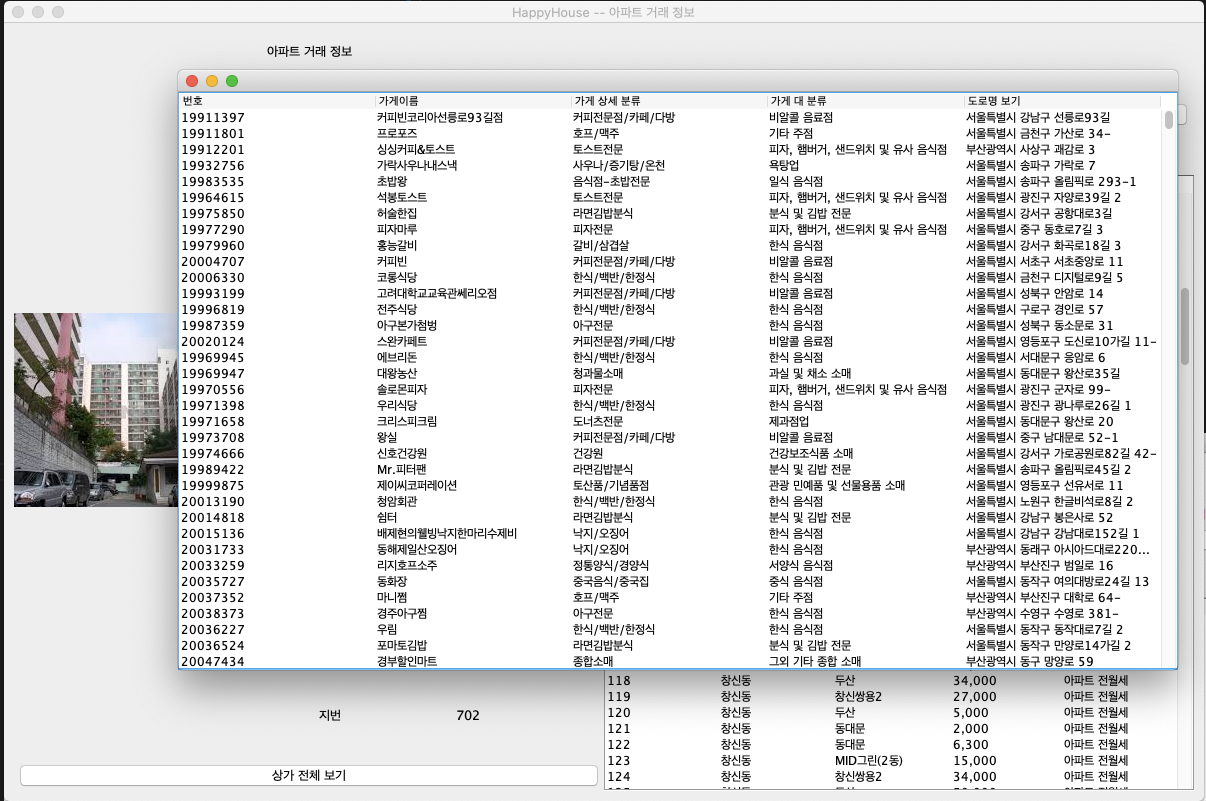 HappyHouse -- 아파트 거래 정보
아파트 거래 정보
번호 가게이름 가게 상세 분류 가게 대 분류 도로명 보기
19911397 커피빈코리아선릉로93길점 커피전문점/카페/다방 비알콜 음료점 서울특별시 강남구 선릉로93길
19911801 프로포즈 호프/맥주 기타 주점 서울특별시 금천구 가산로 34-
19912201 싱싱커피&토스트 토스트전문 피자, 햄버거, 샌드위치 및 유사 음식점 부산광역시 사상구 괘감로 3
19932756 가락사우나내스낵 사우나/증기탕/온천 욕탕업 서울특별시 송파구 가락로 7
19983535 초밥왕 음식점-초밥전문 일식 음식점 서울특별시 송파구 올림픽로 293-1
19964615 석봉토스트 토스트전문 피자, 햄버거, 샌드위치 및 유사 음식점 서울특별시 광진구 자양로39길 2
19975850 허술한집 라면김밥분식 분식 및 김밥 전문 서울특별시 강서구 공항대로3길
19977290 피자마루 피자전문 피자, 햄버거, 샌드위치 및 유사 음식점 서울특별시 중구 동호로7길 3
19979960 홍능갈비 갈비/삼겹살 한식 음식점 서울특별시 강서구 화곡로18길 3
20004707 커피빈 커피전문점/카페/다방 비알콜 음료점 서울특별시 서초구 서초중앙로 11
20006330 코롱식당 한식/백반/한정식 한식 음식점 서울특별시 금천구 디지털로9길 5
19993199 고려대학교교육관쎄리오점 커피전문점/카페/다방 비알콜 음료점 서울특별시 성북구 안암로 14
19996819 전주식당 한식/백반/한정식 한식 음식점 서울특별시 구로구 경인로 57
19987359 아구본가첨벙 아구전문 한식 음식점 서울특별시 성북구 동소문로 31
20020124 스완카페트 커피전문점/카페/다방 비알콜 음료점 서울특별시 영등포구 도신로10가길 11-
19969945 에브리돈 한식/백반/한정식 한식 음식점 서울특별시 서대문구 응암로 6
19969947 대왕농산 청과물소매 과실 및 채소 소매 서울특별시 동대문구 왕산로35길
19970556 솔로몬피자 피자전문 피자, 햄버거, 샌드위치 및 유사 음식점 서울특별시 광진구 군자로 99-
19971398 우리식당 한식/백반/한정식 한식 음식점 서울특별시 광진구 광나루로26길 1
19971658 크리스피크림 도너츠전문 제과점업 서울특별시 동대문구 왕산로 20
19973708 왕실 커피전문점/카페/다방 비알콜 음료점 서울특별시 중구 남대문로 52-1
19974666 신호건강원 건강원 건강보조식품 소매 서울특별시 강서구 가로공원로82길 42-
19989422 Mr.피터팬 라면김밥분식 분식 및 김밥 전문 서울특별시 송파구 올림픽로45길 2
19999875 제이씨코퍼레이션 토산품/기념품점 관광 민예품 및 선물용품 소매 서울특별시 영등포구 선유서로 11
20013190 청암회관 한식/백반/한정식 한식 음식점 서울특별시 노원구 한글비석로8길 2
20014818 쉼터 라면김밥분식 분식 및 김밥 전문 서울특별시 강남구 봉은사로 52
20015136 배제현의웰빙낙지한마리수제비 낙지/오징어 한식 음식점 서울특별시 강남구 강남대로152길 1
20031733 동해제일산오징어 낙지/오징어 한식 음식점 부산광역시 동래구 아시아드대로220...
20033259 리지호프소주 정통양식/경양식 서양식 음식점 부산광역시 부산진구 범일로 16
20035727 동화장 중국음식/중국집 중식 음식점 서울특별시 동작구 여의대방로24길 13
20037352 마니쩜 호프/맥주 기타 주점 부산광역시 부산진구 대학로 64-
20038373 경주아구찜 아구전문 한식 음식점 부산광역시 수영구 수영로 381-
20036227 우림 한식/백반/한정식 한식 음식점 서울특별시 동작구 동작대로7길 2
20036524 포마토김밥 라면김밥분식 분식 및 김밥 전문 서울특별시 동작구 만양로14가길 2
20047434 경부할인마트 종합소매 그외 기타 종합 소매 부산광역시 동구 망양로 59
118 창신동 두산 34,000 아파트 전월세
119 창신동 창신쌍용2 27,000 아파트 전월세
120 창신동 두산 5,000 아파트 전월세
121 창신동 동대문 2,000 아파트 전월세
122 창신동 동대문 6,300 아파트 전월세
123 창신동 MID그린(2동) 15,000 아파트 전월세
124 창신동 창신쌍용2 34,000 아파트 전월세
지번 702
상가 전체 보기